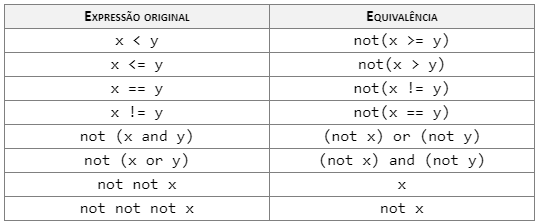 EXPRESSÃO ORIGINAL EQUIVALÊNCIA
x < y not(x >= y)
x <= y not(x > y)
x == y not(x != y)
x != y not(x == y)
not (x and y) (not x) or (not y)
not (x or y) (not x) and (not y)
not not x x
not not not x not x